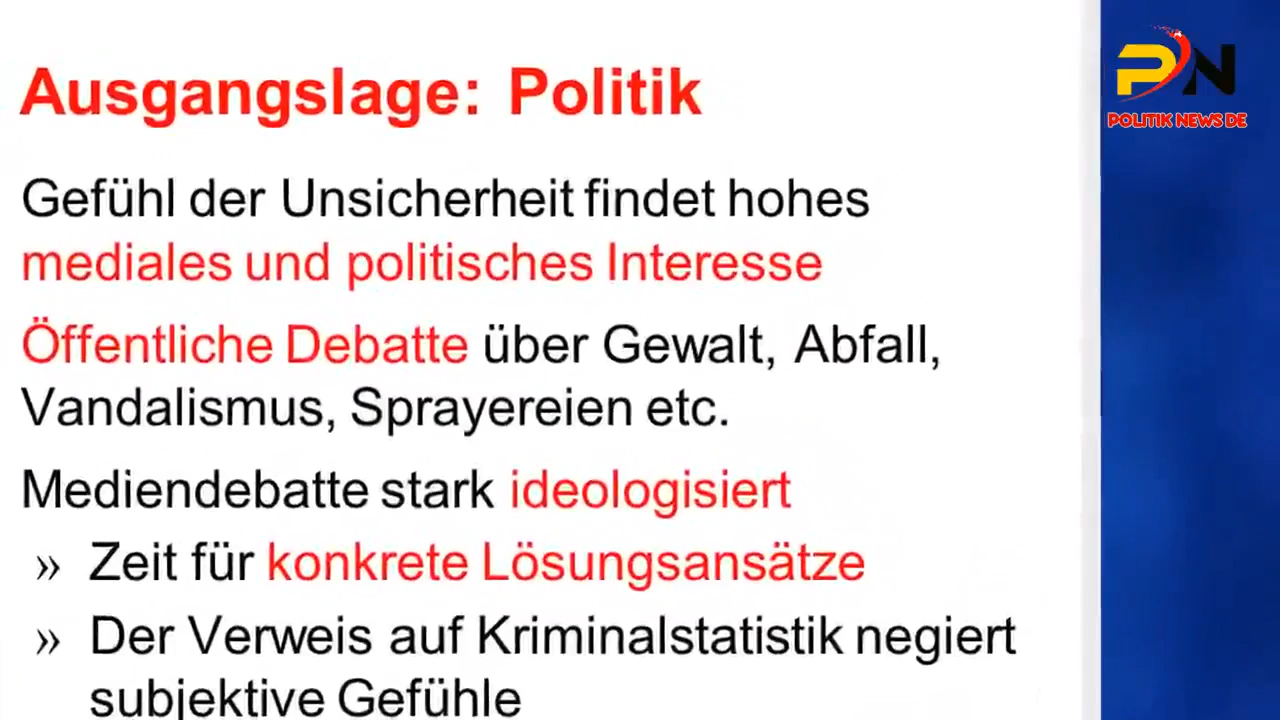 Ausgangslage: Politik
Gefühl der Unsicherheit findet hohes
mediales und politisches Interesse
Öffentliche Debatte über Gewalt, Abfall,
Vandalismus, Sprayereien etc.
Mediendebatte stark ideologisiert
» Zeit für konkrete Lösungsansätze
» Der Verweis auf Kriminalstatistik negiert
subjektive Gefühle
PN
POLITIK NEWS DE